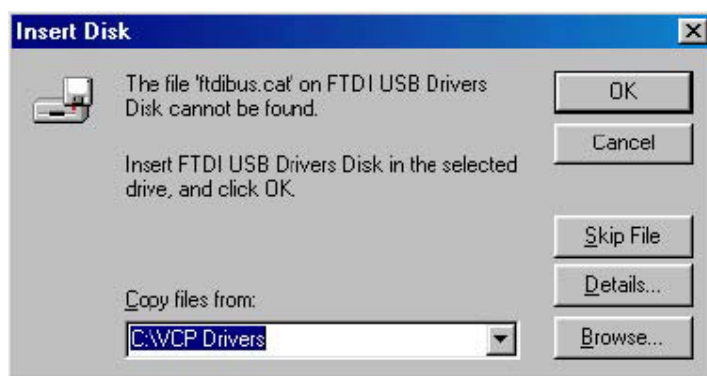 Insert Disk
The file 'ftdibus.cat' on FTDI USB Drivers
Disk cannot be found.
Insert FTDI USB Drivers Disk in the selected
drive, and click OK.
Copy files from:
C:\VCP Drivers
OK
Cancel
Skip File
Details...
Browse...